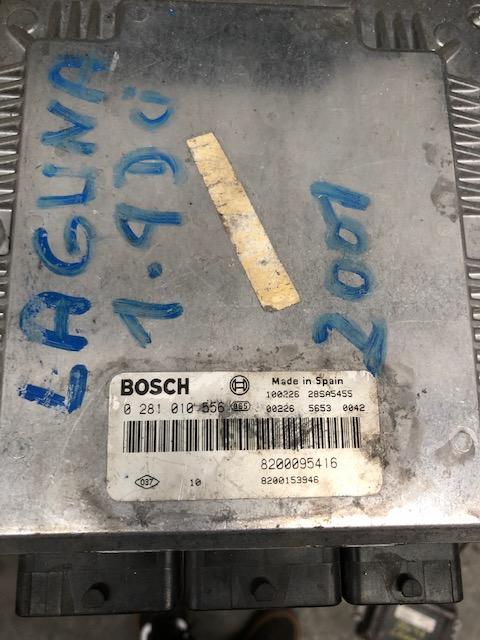 LAGUNA
1.9DCi
2001
BOSCH
Made in Spain
100226 28SA5455
0 281 010 556 865
00226 5653 0042
8200095416
037 10 8200153946